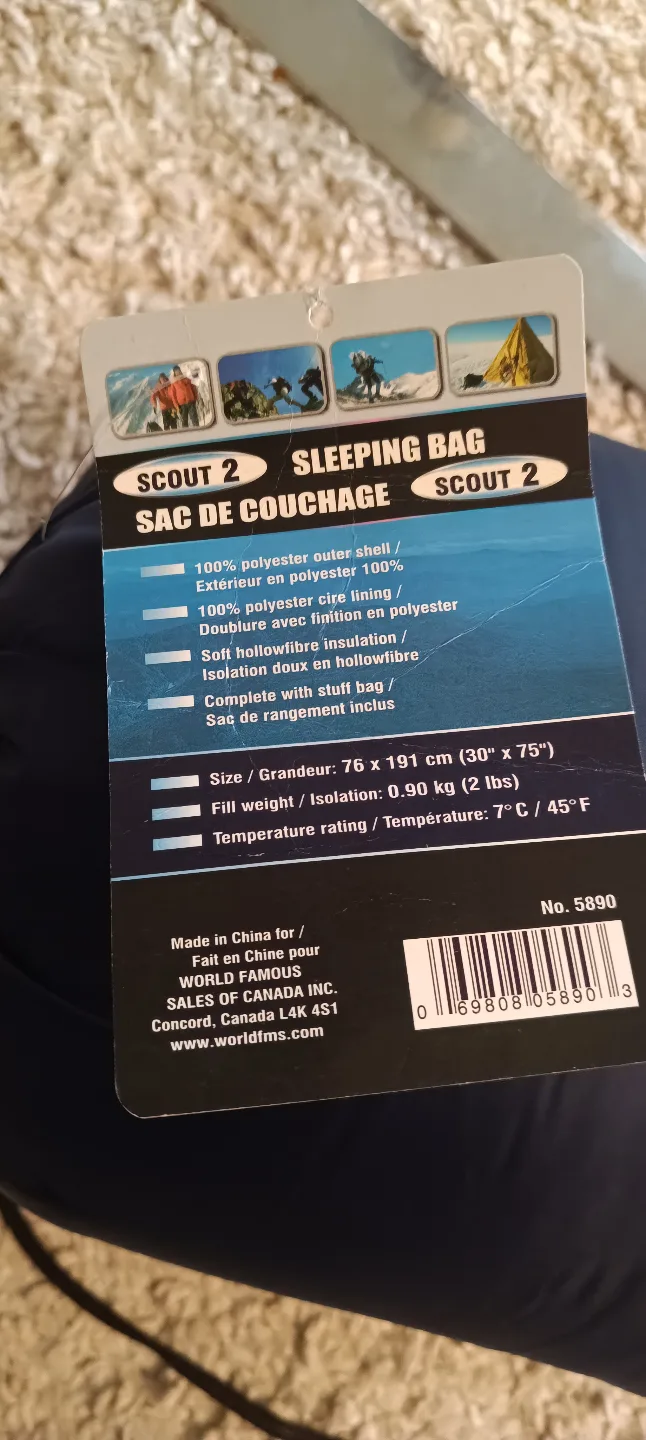 SCOUT 2 SLEEPING BAG
SAC DE COUCHAGE SCOUT 2
100% polyester outer shell /
Extérieur en polyester 100%
100% polyester cire lining /
Doublure avec finition en polyester
Soft hollowfibre insulation /
Isolation doux en hollowfibre
Complete with stuff bag /
Sac de rangement inclus
Size / Grandeur: 76 x 191 cm (30" x 75")
Fill weight / Isolation: 0.90 kg (2 lbs)
Temperature rating / Température: 7°C / 45°F
Made in China for /
Fait en Chine pour
WORLD FAMOUS
SALES OF CANADA INC.
Concord, Canada L4K 4S1
www.worldfms.com
No. 5890
0 69808 05890 3